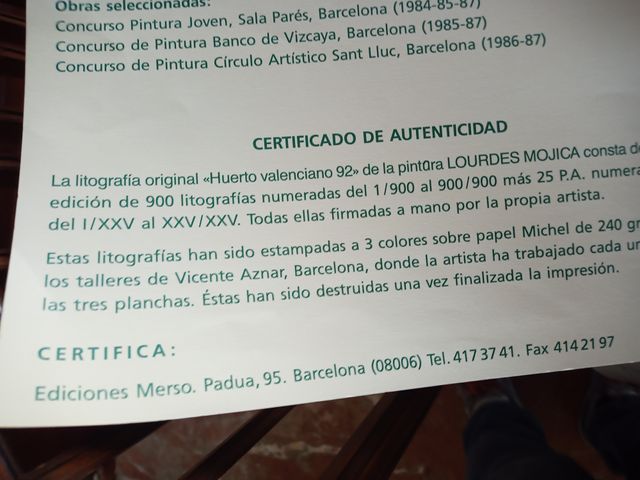 Obras seleccionadas:
Concurso Pintura Joven, Sala Parés, Barcelona (1984-85-87)
Concurso de Pintura Banco de Vizcaya, Barcelona (1985-87)
Concurso de Pintura Círculo Artístico Sant Lluc, Barcelona (1986-87)
CERTIFICADO DE AUTENTICIDAD
La litografía original «Huerto valenciano 92» de la pintora LOURDES MOJICA consta de
edición de 900 litografías numeradas del 1/900 al 900/900 más 25 P.A. numera
del I/XXV al XXV/XXV. Todas ellas firmadas a mano por la propia artista.
Estas litografías han sido estampadas a 3 colores sobre papel Michel de 240 gr
los talleres de Vicente Aznar, Barcelona, donde la artista ha trabajado cada un
las tres planchas. Éstas han sido destruidas una vez finalizada la impresión.
CERTIFICA:
Ediciones Merso. Padua, 95. Barcelona (08006) Tel. 417 37 41. Fax 414 21 97